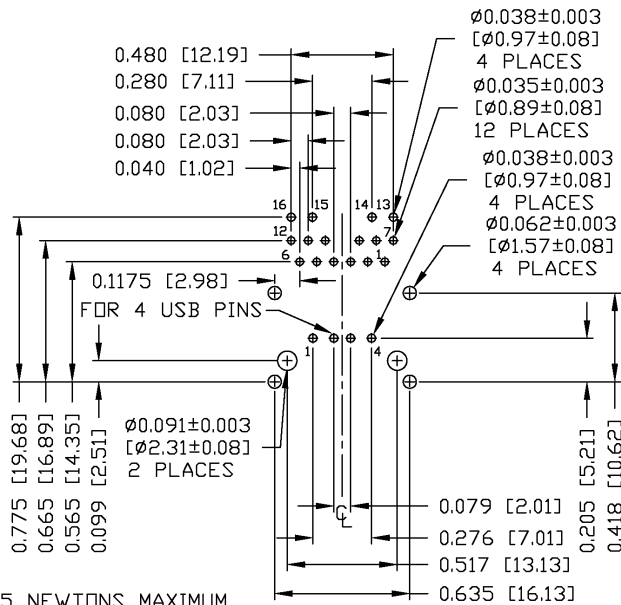 0.480 [12.19]
0.280 [7.11]
0.080 [2.03]
0.080 [2.03]
0.040 [1.02]
Ø0.038±0.003
[Ø0.97±0.08]
4 PLACES
Ø0.035±0.003
[Ø0.89±0.08]
12 PLACES
Ø0.038±0.003
[Ø0.97±0.08]
4 PLACES
Ø0.062±0.003
[Ø1.57±0.08]
4 PLACES
16 15 14 13
12 7
6 1
0.1175 [2.98]
FOR 4 USB PINS
1 4
Ø0.091±0.003
[Ø2.31±0.08]
2 PLACES
0.775 [19.68]
0.665 [16.89]
0.565 [14.35]
0.099 [2.51]
0.205 [5.21]
0.418 [10.62]
CL
0.079 [2.01]
0.276 [7.01]
0.517 [13.13]
0.635 [16.13]
5 NEWTONS MAXIMUM